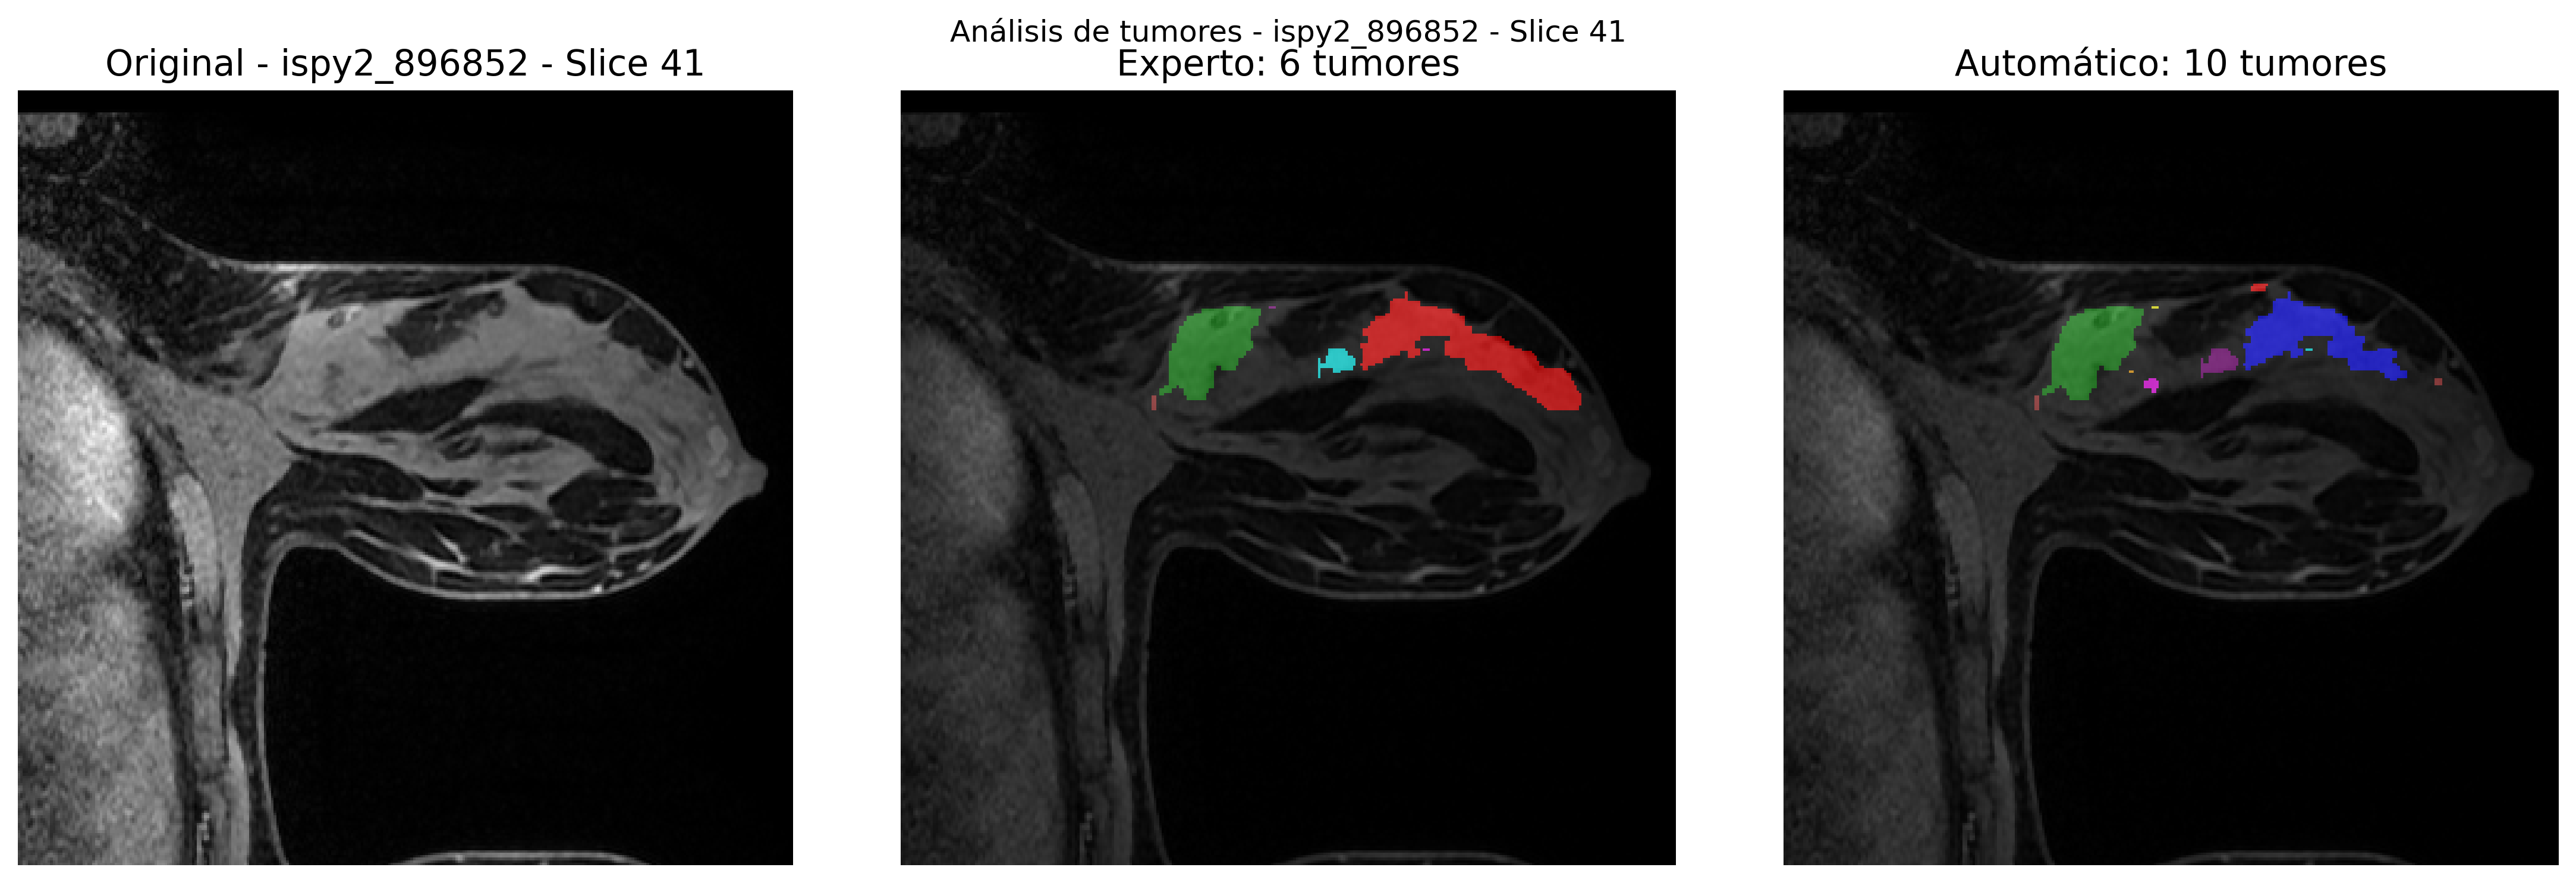 Análisis de tumores - ispy2_896852 - Slice 41
Original - ispy2_896852 - Slice 41
Experto: 6 tumores
Automático: 10 tumores